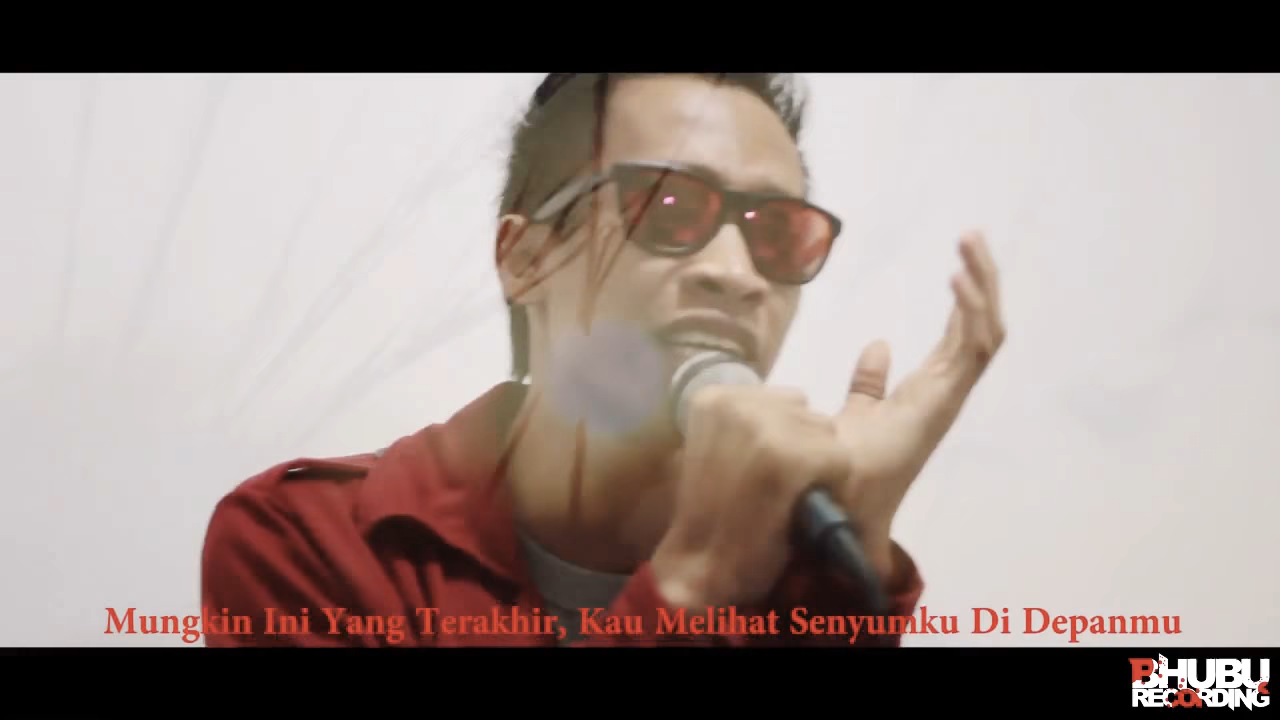 Mungkin Ini Yang Terakhir, Kau Melihat Senyumku Di Depanmu
BHUBU
RECORDING